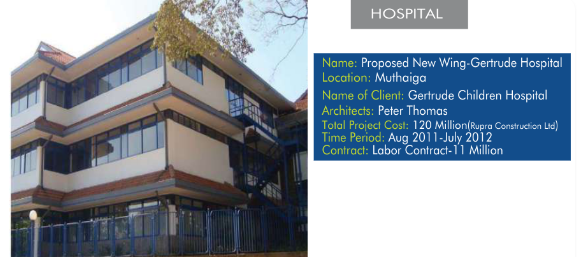 HOSPITAL
Name: Proposed New Wing-Gertrude Hospital
Location: Muthaiga
Name of Client: Gertrude Children Hospital
Architects: Peter Thomas
Total Project Cost: 120 Million(Rupra Construction Ltd)
Time Period: Aug 2011-July 2012
Contract: Labor Contract-11 Million